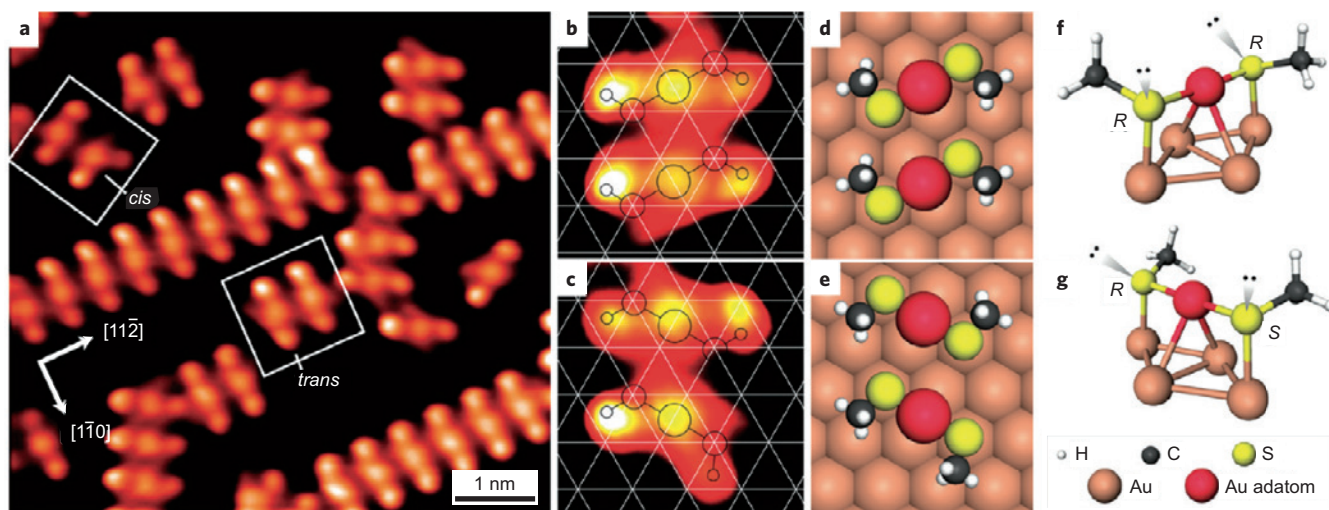 a
cis
trans
[112̄]
[11̄0]
1 nm
b
c
d
e
f
R
R
g
R
S
H
C
S
Au
Au adatom